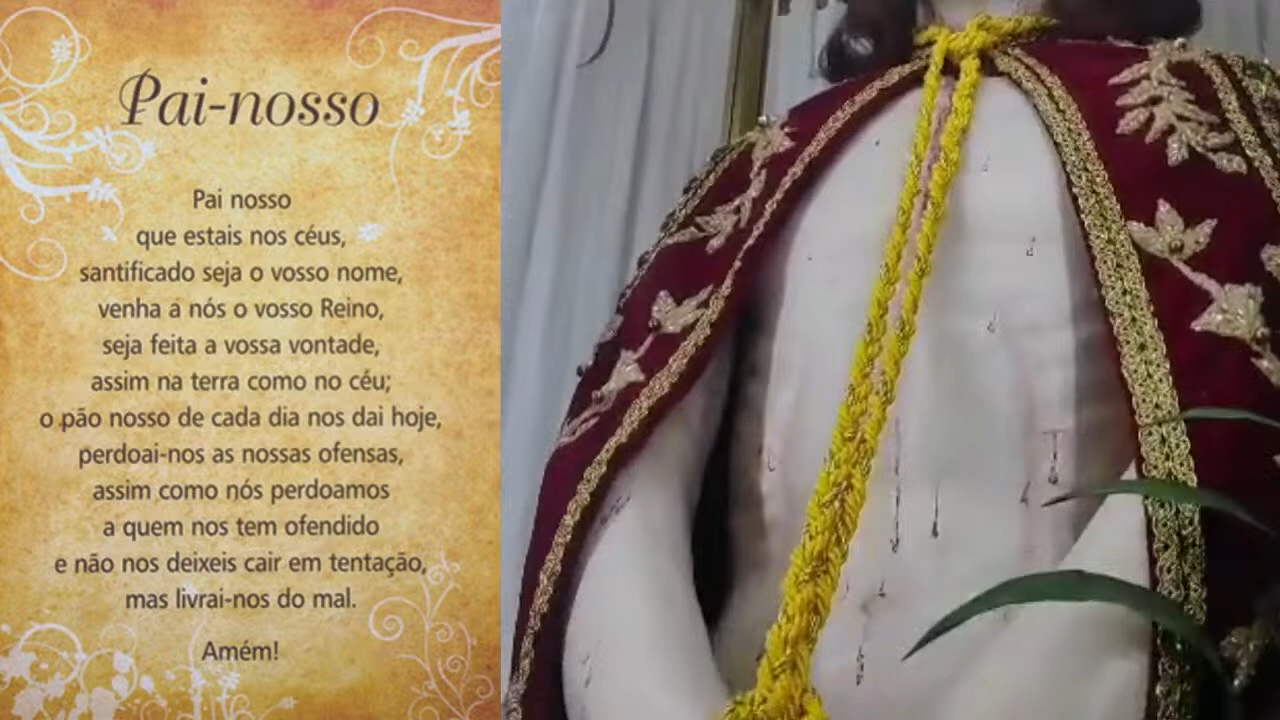 Pai-nosso
Pai nosso
que estais nos céus,
santificado seja o vosso nome,
venha a nós o vosso Reino,
seja feita a vossa vontade,
assim na terra como no céu;
o pão nosso de cada dia nos dai hoje,
perdoai-nos as nossas ofensas,
assim como nós perdoamos
a quem nos tem ofendido
e não nos deixeis cair em tentação,
mas livrai-nos do mal.
Amém!